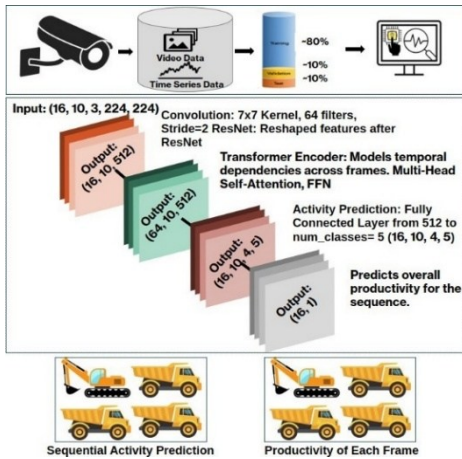 Video Data
Time Series Data
Training
Validation
Test
~80%
~10%
~10%
Input: (16, 10, 3, 224, 224)
Convolution: 7x7 Kernel, 64 filters,
Stride=2 ResNet: Reshaped features after
ResNet
Output:
(16, 10, 512)
Transformer Encoder: Models temporal
dependencies across frames. Multi-Head
Self-Attention, FFN
Output:
(64, 10, 512)
Activity Prediction: Fully
Connected Layer from 512 to
num_classes= 5 (16, 10, 4, 5)
Output:
(16, 10, 4, 5)
Predicts overall
productivity for the
sequence.
Output:
(16, 1)
Sequential Activity Prediction
Productivity of Each Frame